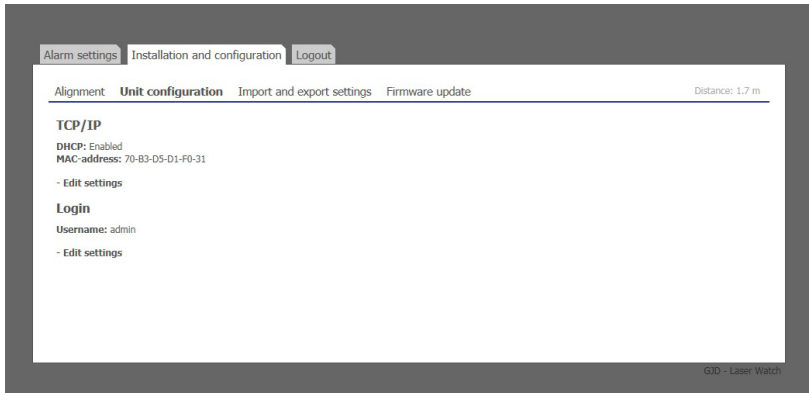 Alarm settings Installation and configuration Logout
Alignment Unit configuration Import and export settings Firmware update Distance: 1.7 m
TCP/IP
DHCP: Enabled
MAC-address: 70-B3-D5-D1-F0-31
- Edit settings
Login
Username: admin
- Edit settings
GJD - Laser Watch